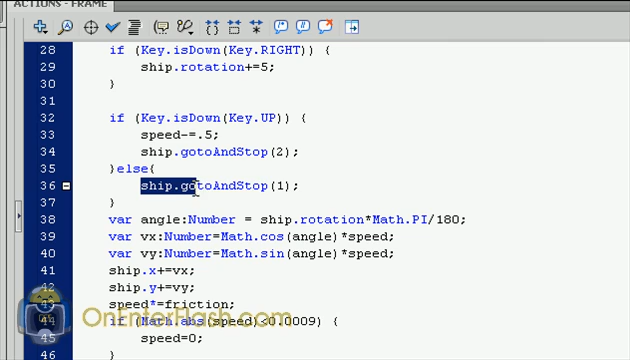 ACTIONS - FRAME
28 if (Key.isDown(Key.RIGHT)) {
29 ship.rotation+=5;
30 }
31
32 if (Key.isDown(Key.UP)) {
33 speed-=.5;
34 ship.gotoAndStop(2);
35 }else{
36 ship.gotoAndStop(1);
37 }
38 var angle:Number = ship.rotation*Math.PI/180;
39 var vx:Number=Math.cos(angle)*speed;
40 var vy:Number=Math.sin(angle)*speed;
41 ship.x+=vx;
42 ship.y+=vy;
43 speed*=friction;
44 if (Math.abs(speed)<0.0009) {
45 speed=0;
46 }
OnEnterFlash.com